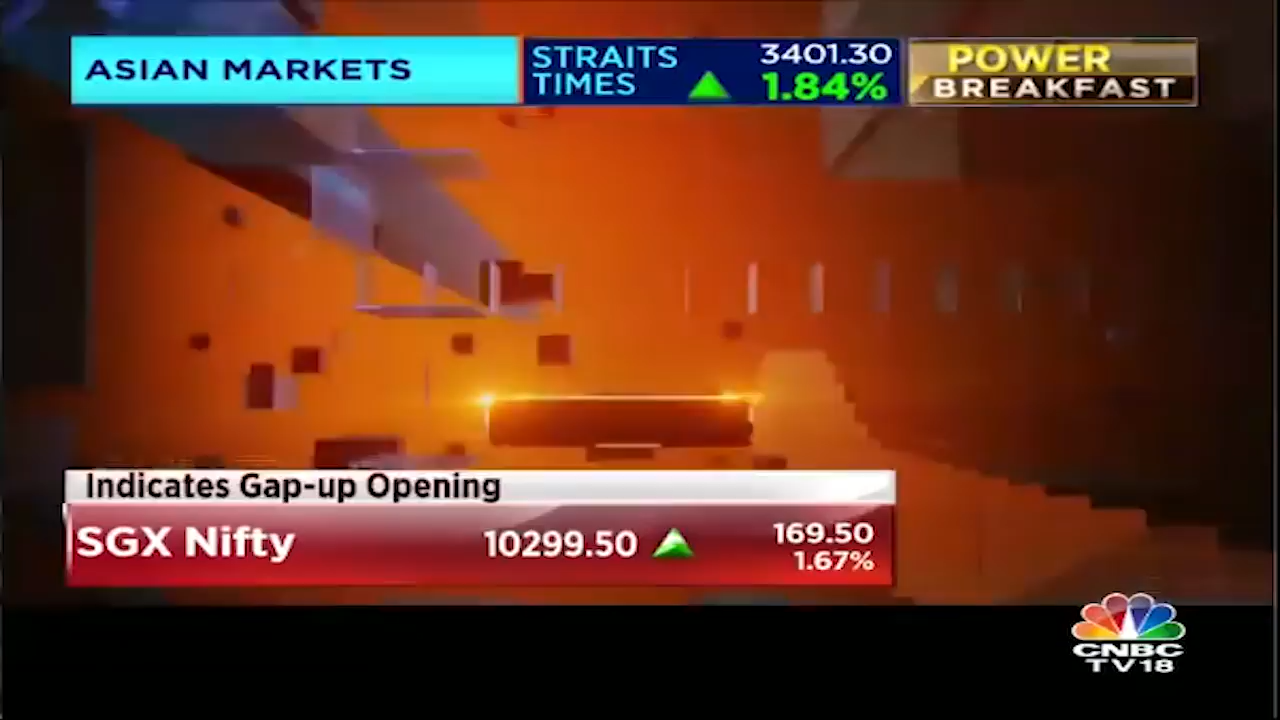 ASIAN MARKETS
STRAITS TIMES
3401.30
1.84%
POWER
BREAKFAST
Indicates Gap-up Opening
SGX Nifty 10299.50 169.50
1.67%
CNBC
TV18